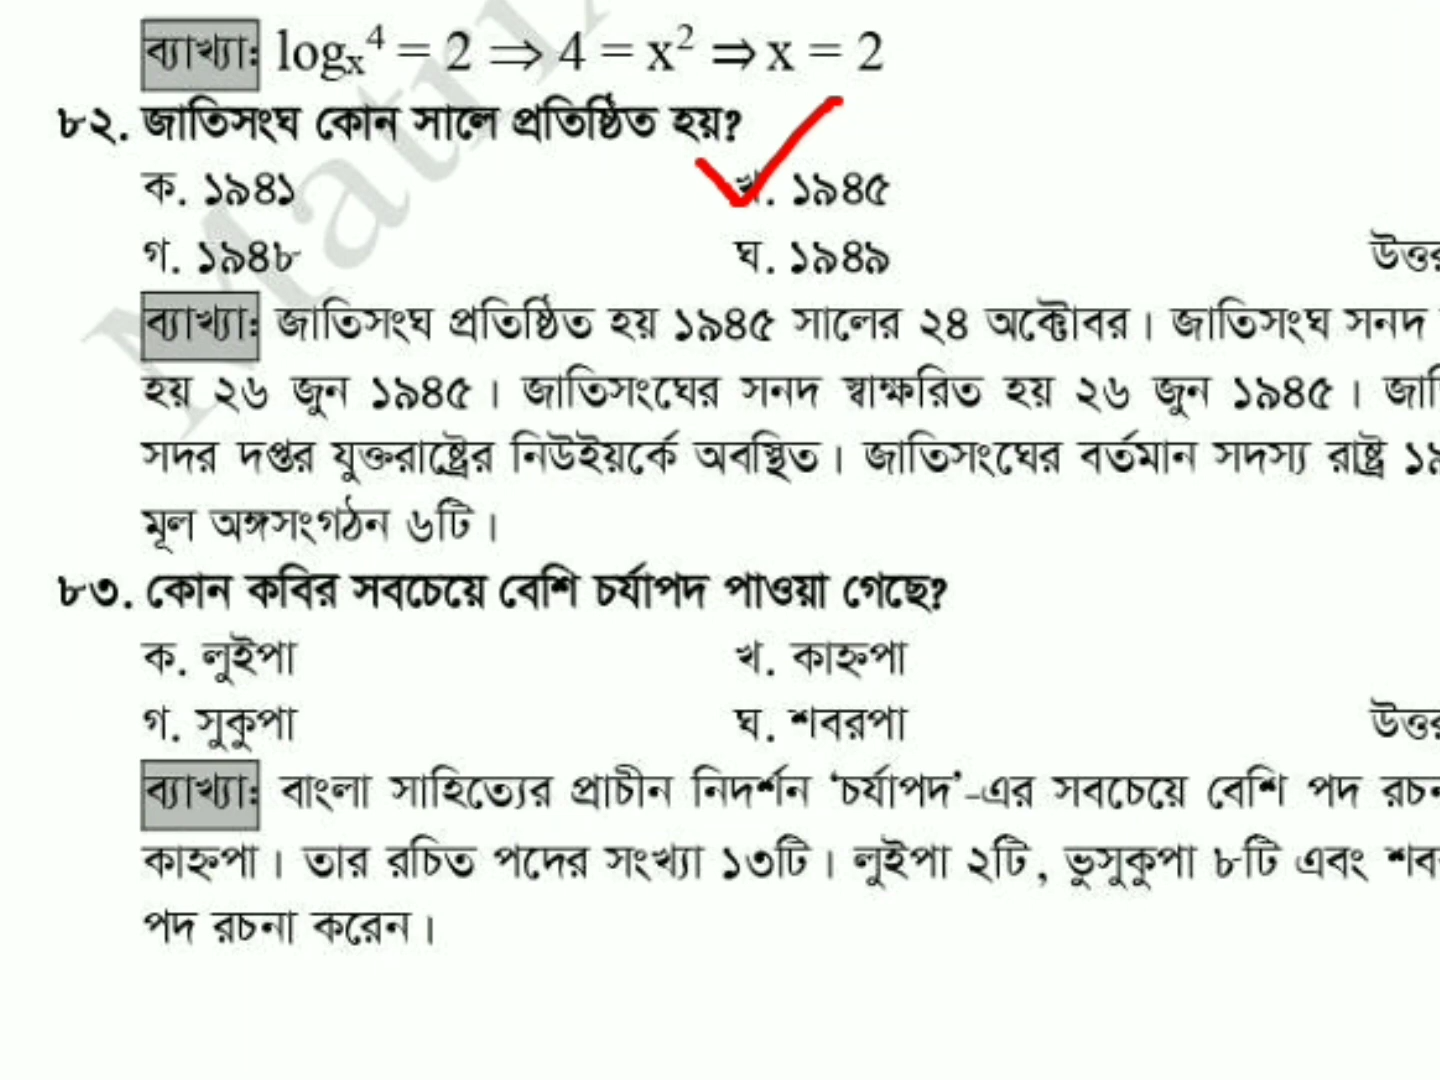 ব্যাখ্যা: logₓ⁴ = 2 ⇒ 4 = x² ⇒ x = 2
৮২. জাতিসংঘ কোন সালে প্রতিষ্ঠিত হয়?
ক. ১৯৪১ খ. ১৯৪৫
গ. ১৯৪৮ ঘ. ১৯৪৯
ব্যাখ্যা: জাতিসংঘ প্রতিষ্ঠিত হয় ১৯৪৫ সালের ২৪ অক্টোবর। জাতিসংঘ সনদ
হয় ২৬ জুন ১৯৪৫। জাতিসংঘের সনদ স্বাক্ষরিত হয় ২৬ জুন ১৯৪৫।
সদর দপ্তর যুক্তরাষ্ট্রের নিউইয়র্কে অবস্থিত। জাতিসংঘের বর্তমান সদস্য রাষ্ট্র
মূল অঙ্গসংগঠন ৬টি।
৮৩. কোন কবির সবচেয়ে বেশি চর্যাপদ পাওয়া গেছে?
ক. লুইপা খ. কাহ্নপা
গ. সুকুপা ঘ. শবরপা
ব্যাখ্যা: বাংলা সাহিত্যের প্রাচীন নিদর্শন ‘চর্যাপদ’-এর সবচেয়ে বেশি পদ
কাহ্নপা। তার রচিত পদের সংখ্যা ১৩টি। লুইপা ২টি, ভুসুকুপা ৮টি এবং
পদ রচনা করেন।